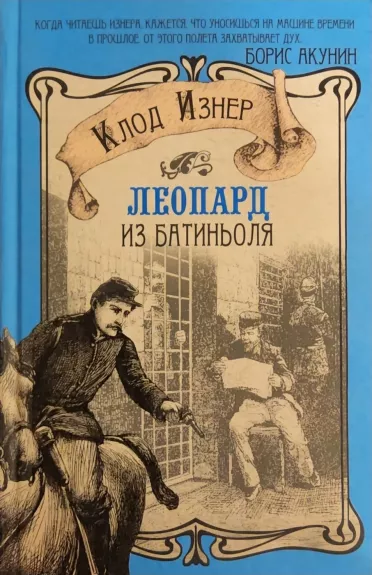 КОГДА ЧИТАЕШЬ ИЗНЕРА, КАЖЕТСЯ, ЧТО УНОСИШЬСЯ НА МАШИНЕ ВРЕМЕНИ
В ПРОШЛОЕ. ОТ ЭТОГО ПОЛЕТА ЗАХВАТЫВАЕТ ДУХ.
БОРИС АКУНИН
КЛОД ИЗНЕР
ЛЕОПАРД
ИЗ БАТИНЬОЛЯ